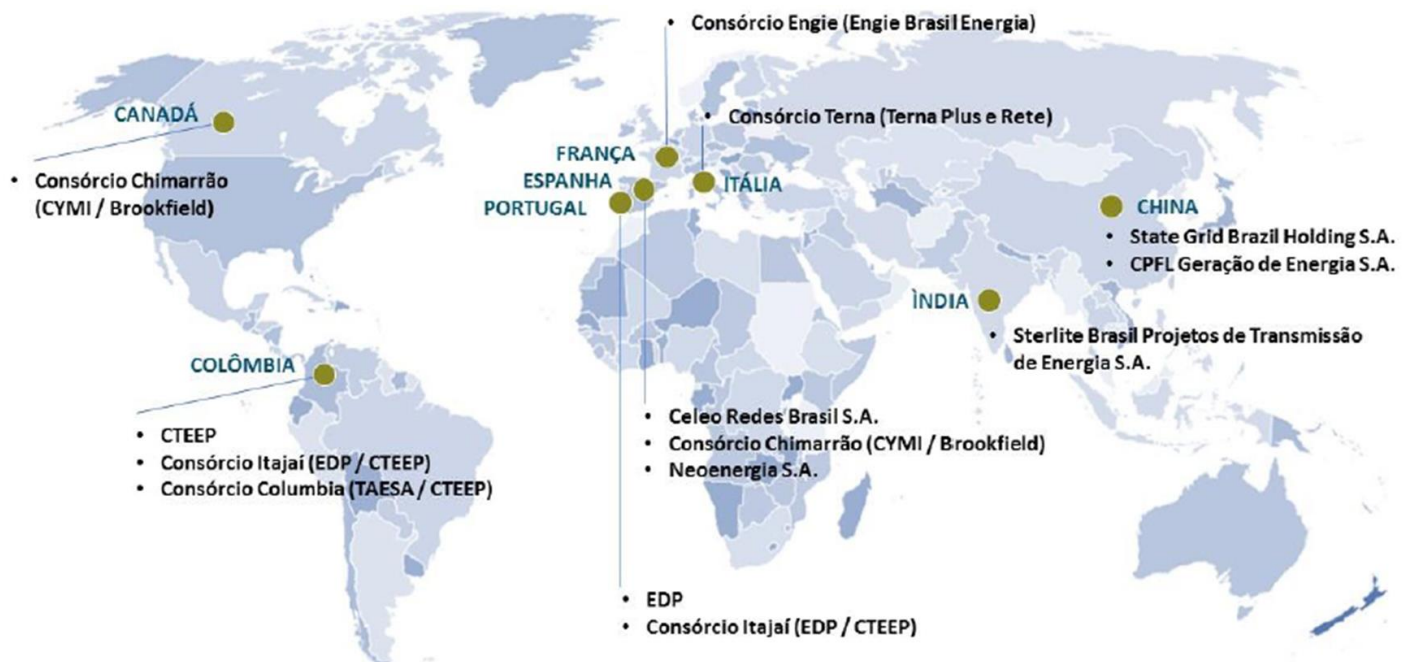 • Consórcio Engie (Engie Brasil Energia)
CANADÁ
• Consórcio Terna (Terna Plus e Rete)
FRANÇA
ESPANHA
PORTUGAL
ITÁLIA
• Consórcio Chimarrão
(CYMI / Brookfield)
CHINA
• State Grid Brazil Holding S.A.
• CPFL Geração de Energia S.A.
ÌNDIA
• Sterlite Brasil Projetos de Transmissão
de Energia S.A.
COLÔMBIA
• CTEEP
• Consórcio Itajaí (EDP / CTEEP)
• Consórcio Columbia (TAESA / CTEEP)
• Celeo Redes Brasil S.A.
• Consórcio Chimarrão (CYMI / Brookfield)
• Neoenergia S.A.
• EDP
• Consórcio Itajaí (EDP / CTEEP)